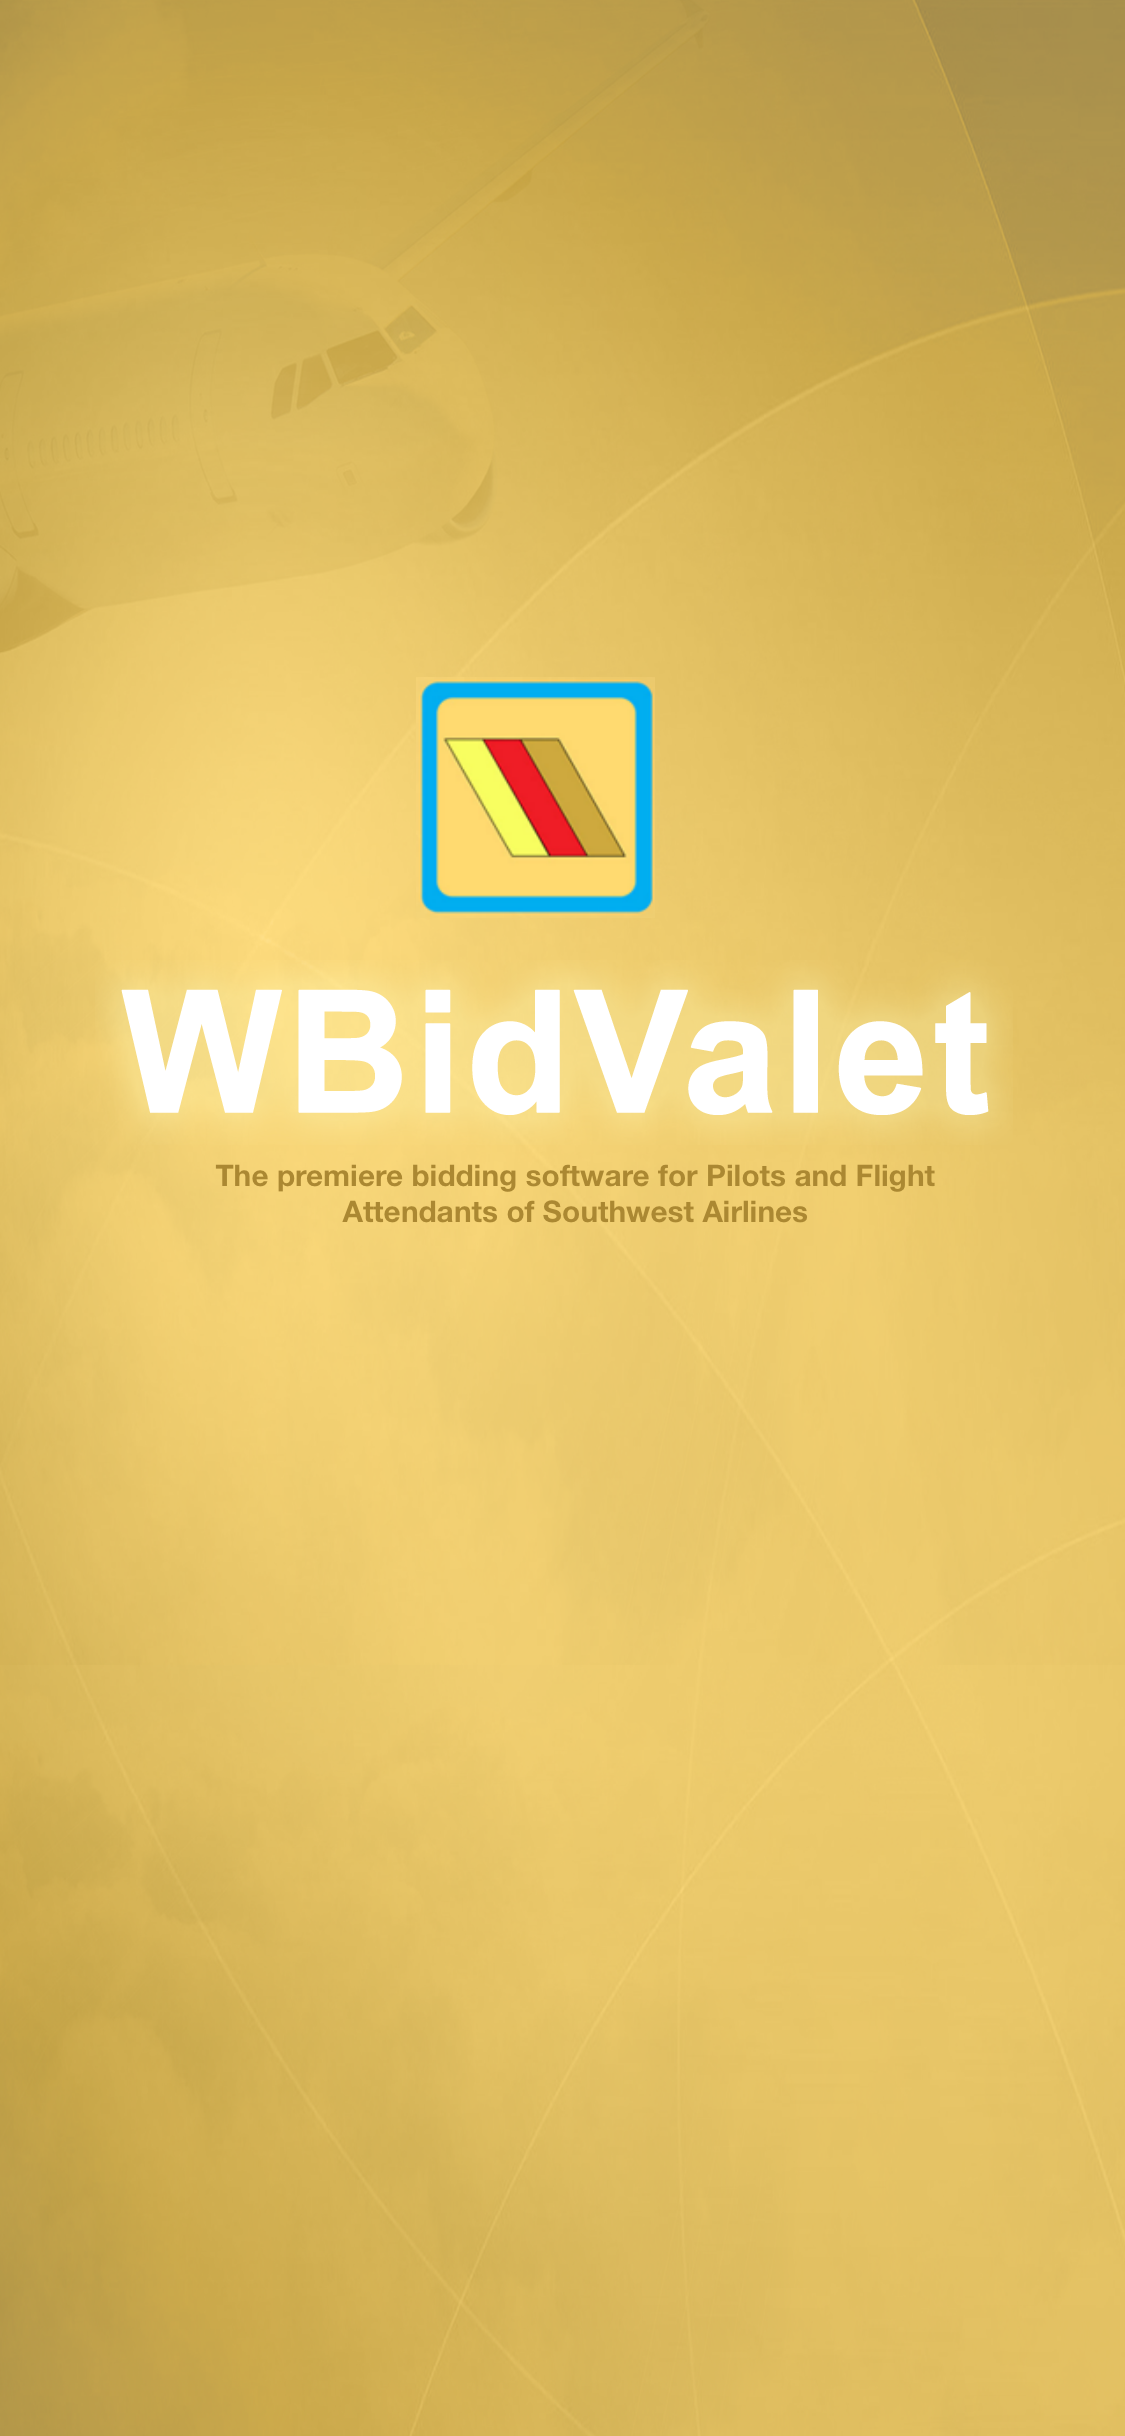 WBidValet
The premiere bidding software for Pilots and Flight
Attendants of Southwest Airlines